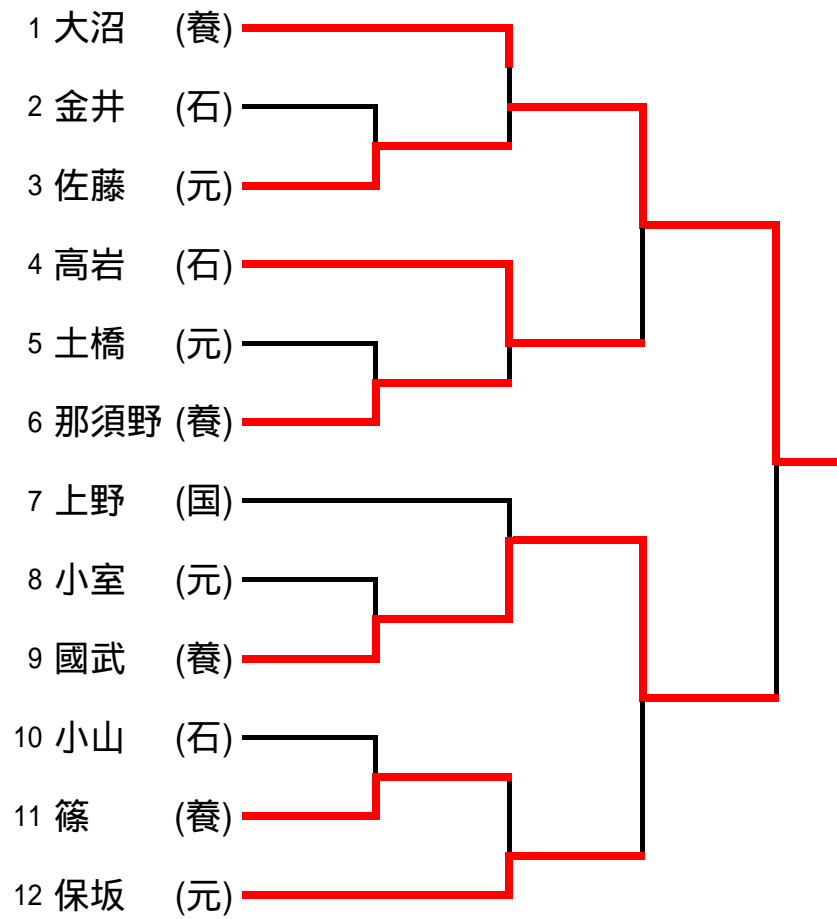 1 大沼 (養)
2 金井 (石)
3 佐藤 (元)
4 高岩 (石)
5 土橋 (元)
6 那須野 (養)
7 上野 (国)
8 小室 (元)
9 國武 (養)
10 小山 (石)
11 篠 (養)
12 保坂 (元)